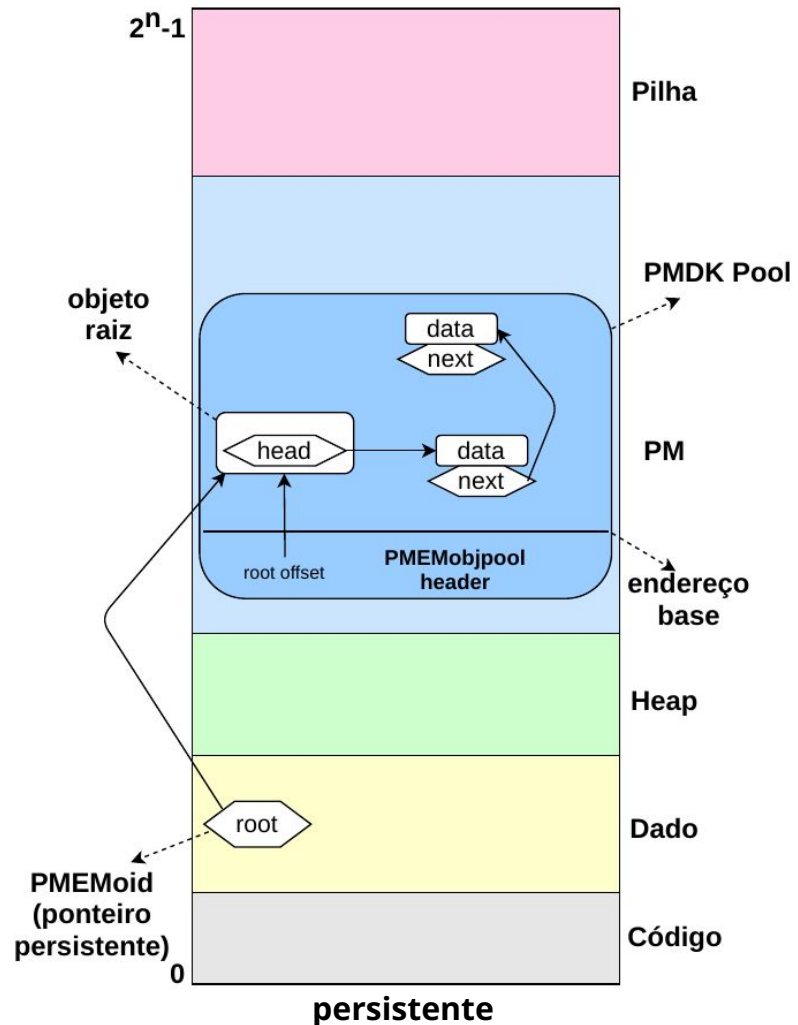 2ⁿ-1
Pilha
PMDK Pool
objeto
raiz
data
next
head
data
next
PM
root offset
PMEMobjpool
header
endereço
base
Heap
root
Dado
PMEMoid
(ponteiro
persistente)
Código
0
persistente